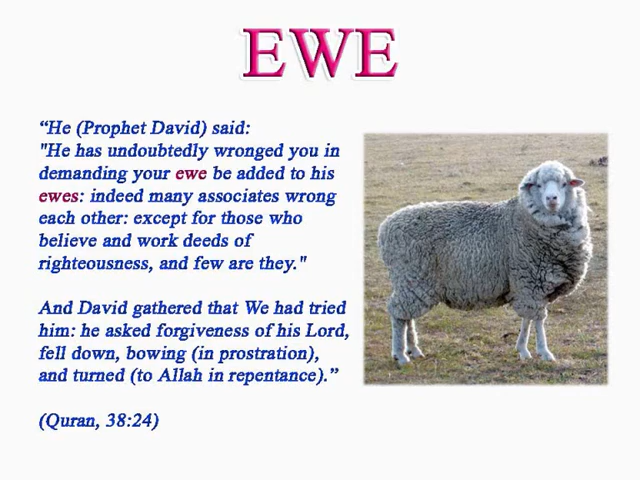 EWE
“He (Prophet David) said:
"He has undoubtedly wronged you in
demanding your ewe be added to his
ewes: indeed many associates wrong
each other: except for those who
believe and work deeds of
righteousness, and few are they."
And David gathered that We had tried
him: he asked forgiveness of his Lord,
fell down, bowing (in prostration),
and turned (to Allah in repentance).”
(Quran, 38:24)